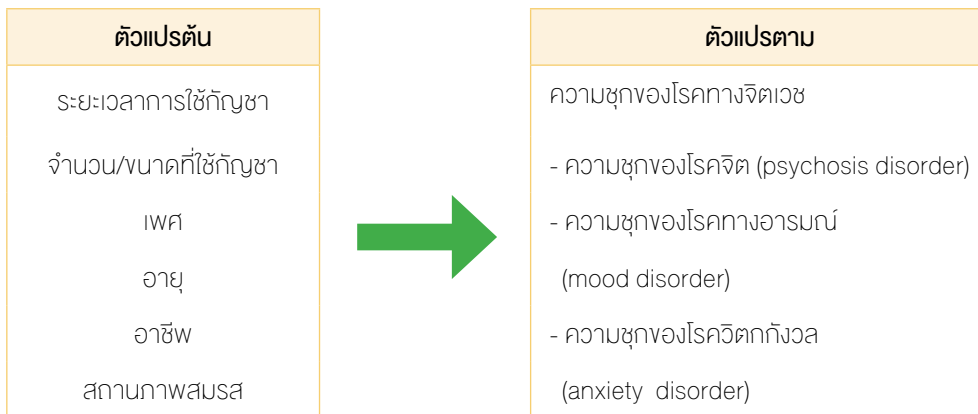 ตัวแปรต้น
ระยะเวลาการใช้กัญชา
จำนวน/ขนาดที่ใช้กัญชา
เพศ
อายุ
อาชีพ
สถานภาพสมรส
ตัวแปรตาม
ความชุกของโรคทางจิตเวช
- ความชุกของโรคจิต (psychosis disorder)
- ความชุกของโรคทางอารมณ์
(mood disorder)
- ความชุกของโรควิตกกังวล
(anxiety disorder)